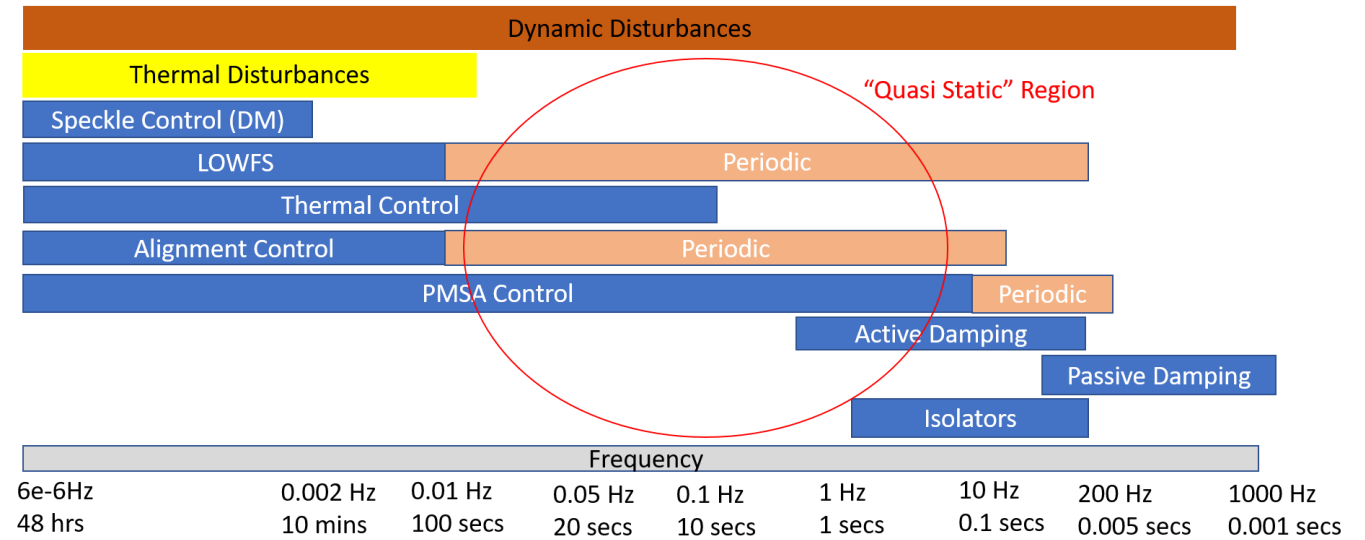 Dynamic Disturbances
Thermal Disturbances
“Quasi Static” Region
Speckle Control (DM)
LOWFS
Periodic
Thermal Control
Alignment Control
Periodic
PMSA Control
Periodic
Active Damping
Passive Damping
Isolators
Frequency
6e-6Hz 0.002 Hz 0.01 Hz 0.05 Hz 0.1 Hz 1 Hz 10 Hz 200 Hz 1000 Hz
48 hrs 10 mins 100 secs 20 secs 10 secs 1 secs 0.1 secs 0.005 secs 0.001 secs